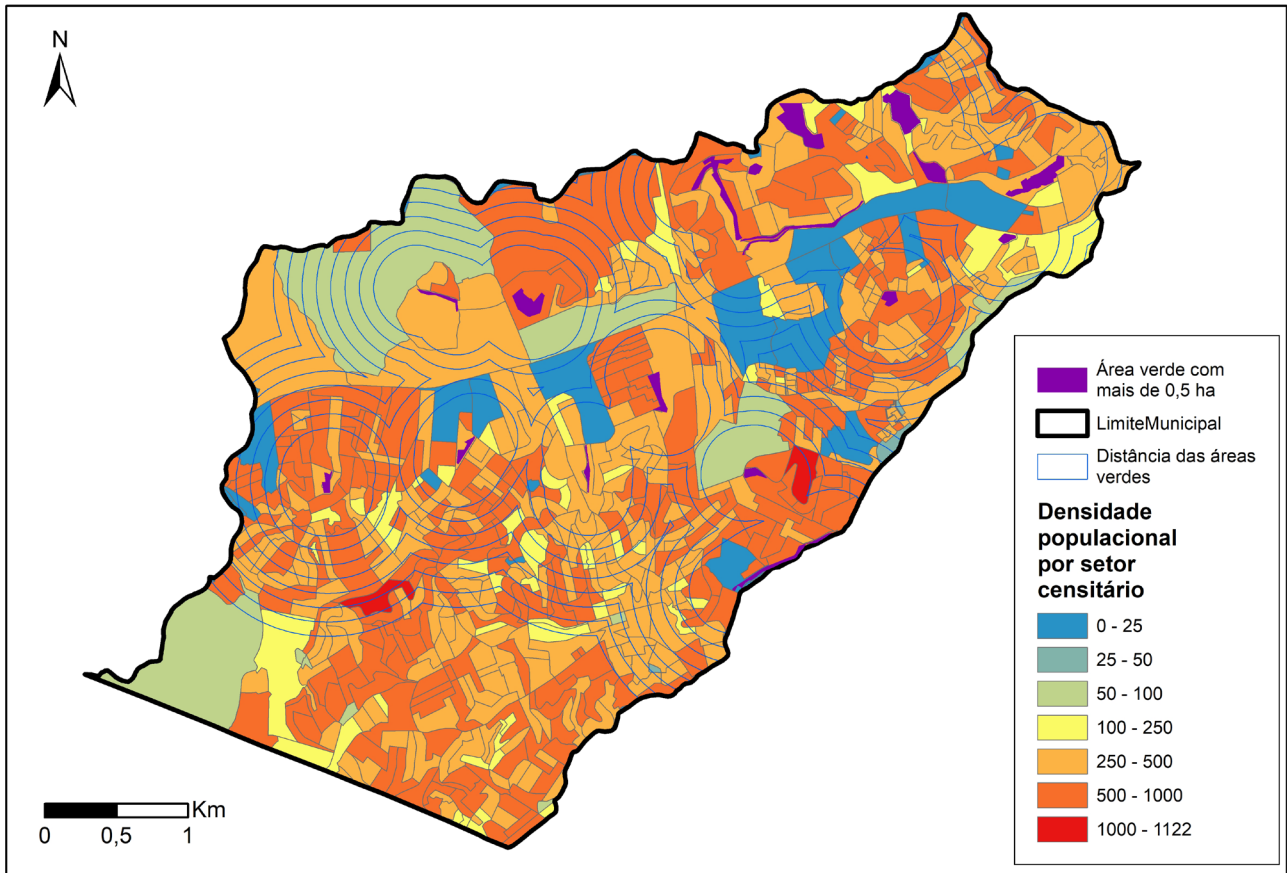 N
Km
0
0,5
1
Área verde com
mais de 0,5 ha
LimiteMunicipal
Distância das áreas
verdes
Densidade
populacional
por setor
censitário
0 - 25
25 - 50
50 - 100
100 - 250
250 - 500
500 - 1000
1000 - 1122